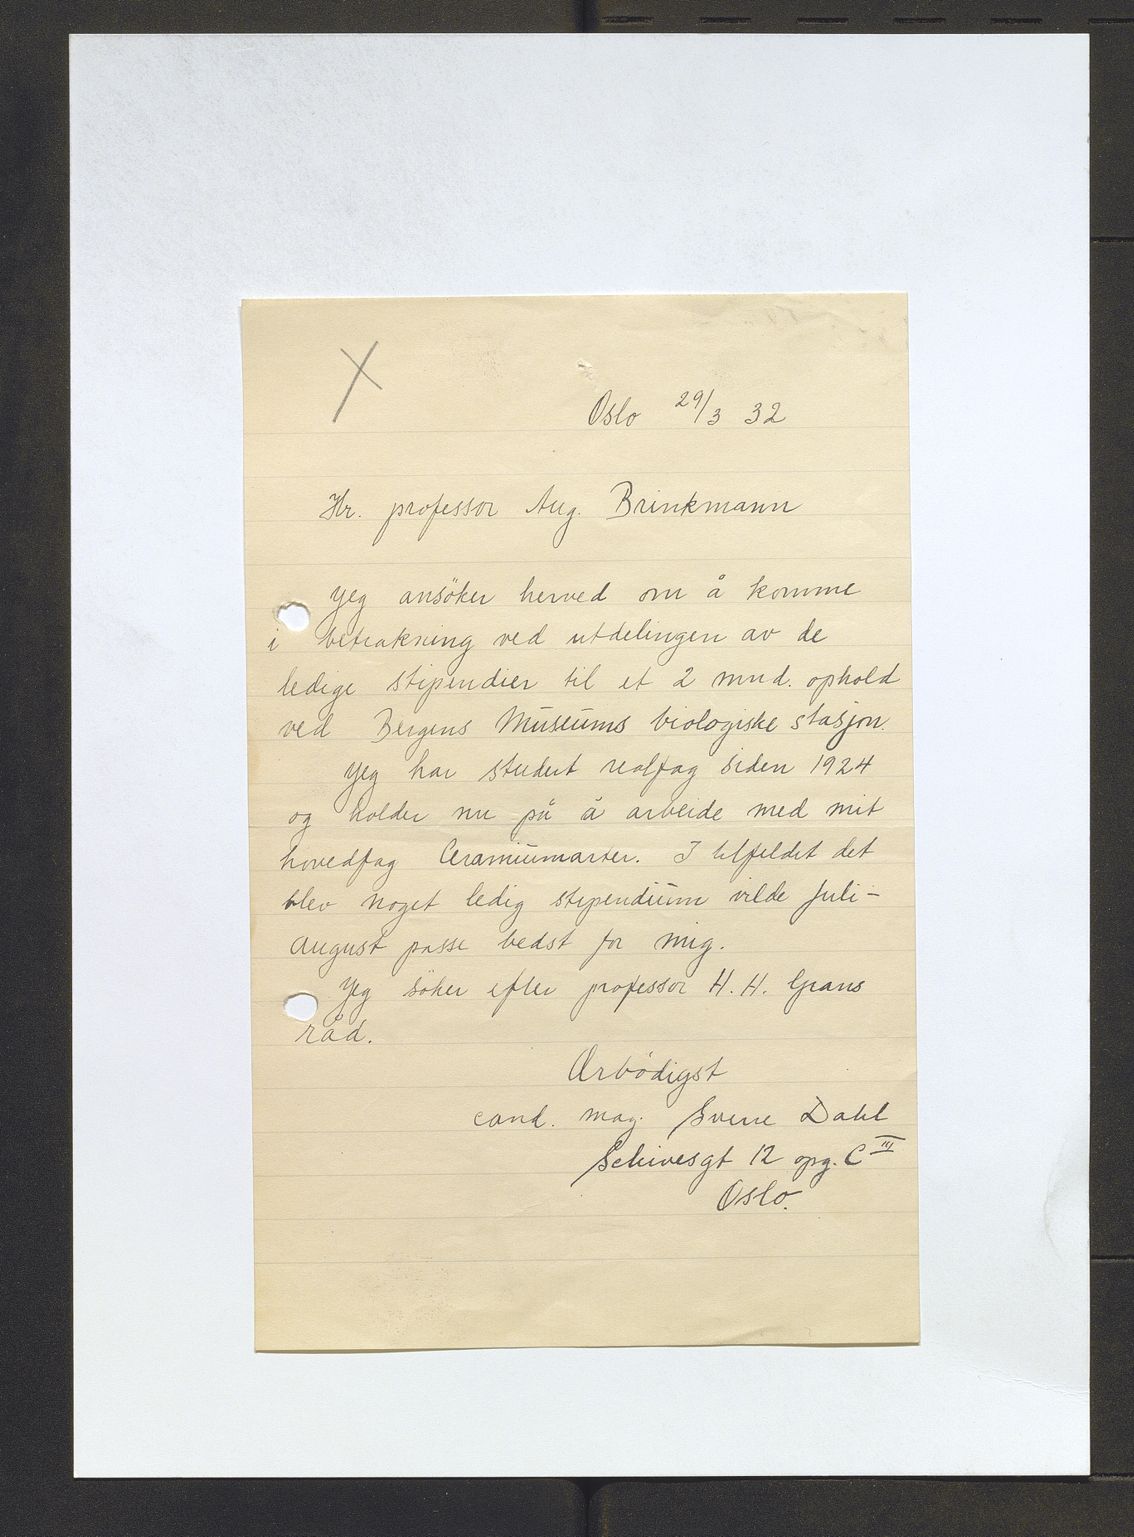 Oslo 29/3 32
Hr. professor Aug. Brinkmann
Jeg ansöker herved om å komme
i betrakning ved utdelingen av de
ledige stipendier til et 2 mnd. ophold
ved Bergens Museums biologiske stasjon.
Jeg har studert realfag siden 1924
og holder nu på å arbeide med mit
hovedfag Ceramiumarter. I tilfeldet det
blev noget ledig stipendium vilde juli-
august passe bedst for mig.
Jeg söker efter professor H. H. Grans
råd.
Ærbödigst
cand. mag. Sverre Dahl
Schivesgt 12 opg. C III
Oslo.